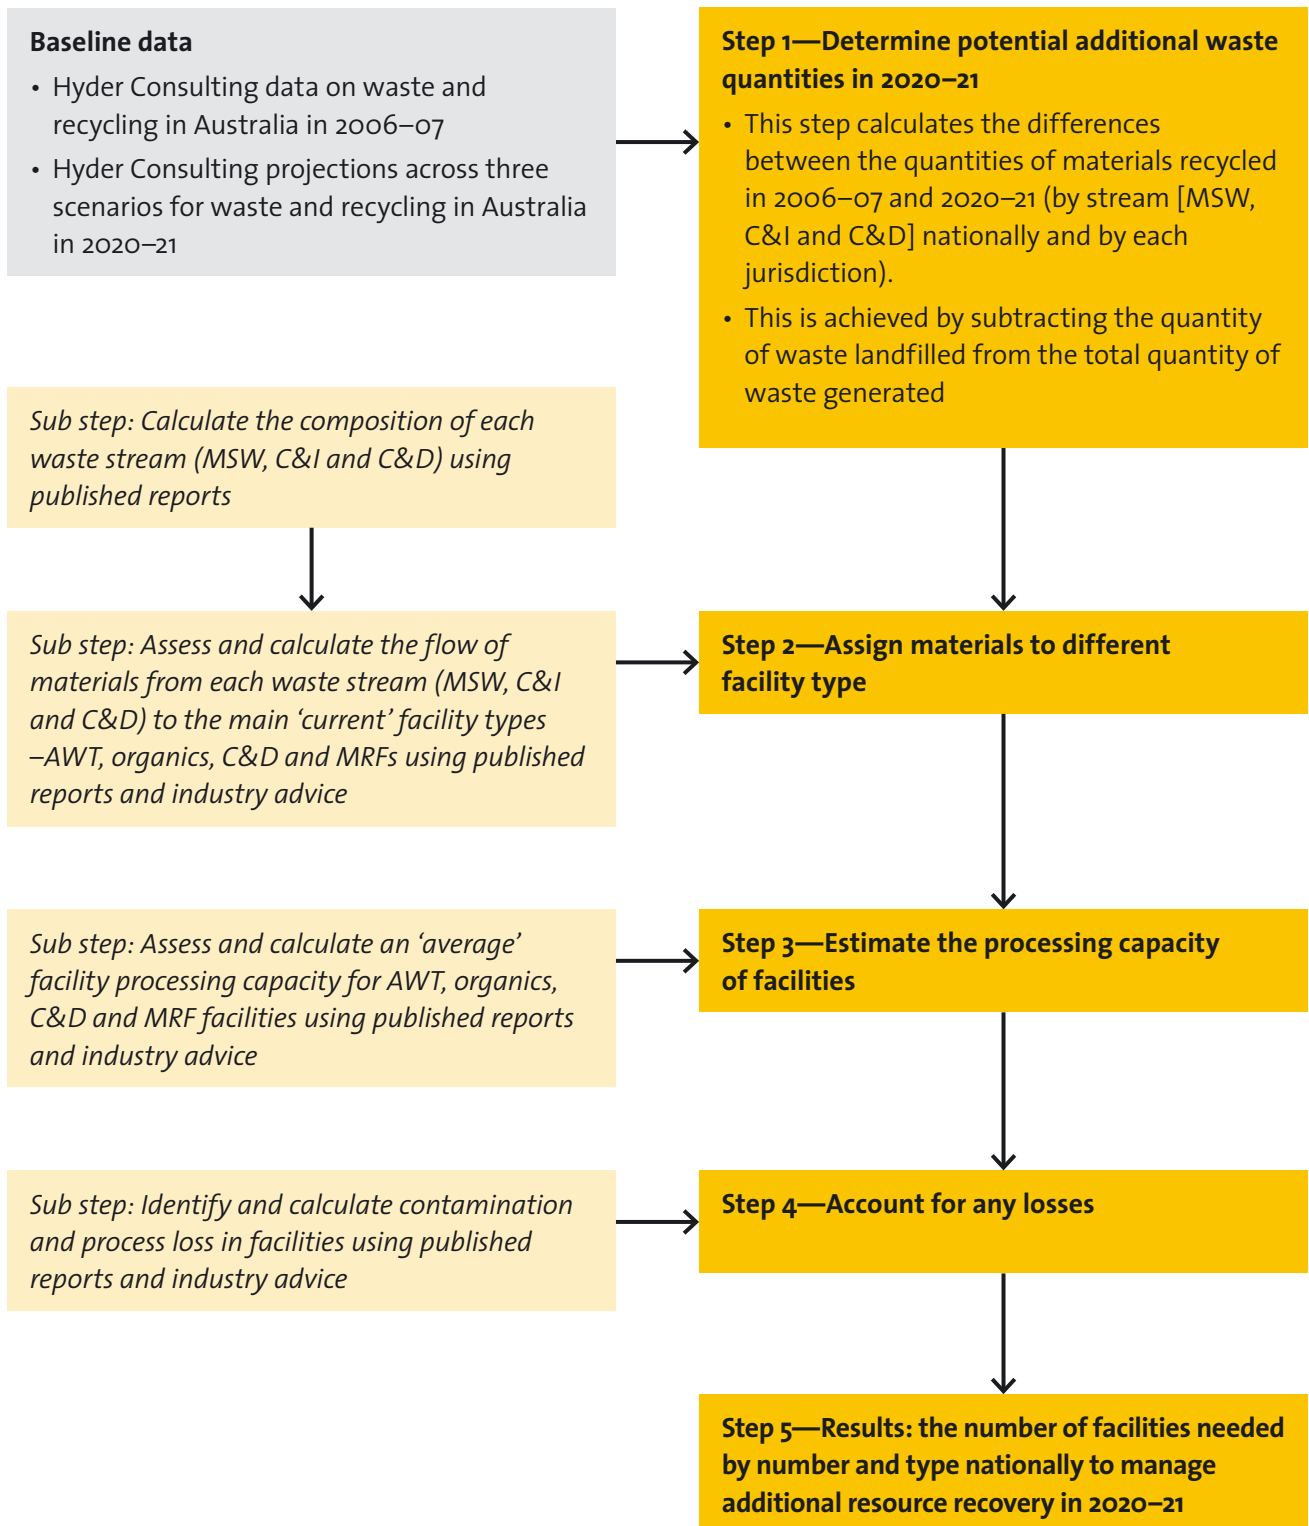 Baseline data
• Hyder Consulting data on waste and
recycling in Australia in 2006–07
• Hyder Consulting projections across three
scenarios for waste and recycling in Australia
in 2020–21
Step 1—Determine potential additional waste
quantities in 2020–21
• This step calculates the differences
between the quantities of materials recycled
in 2006–07 and 2020–21 (by stream [MSW,
C&I and C&D] nationally and by each
jurisdiction).
• This is achieved by subtracting the quantity
of waste landfilled from the total quantity of
waste generated
Sub step: Calculate the composition of each
waste stream (MSW, C&I and C&D) using
published reports
Sub step: Assess and calculate the flow of
materials from each waste stream (MSW, C&I
and C&D) to the main ‘current’ facility types
–AWT, organics, C&D and MRFs using published
reports and industry advice
Step 2—Assign materials to different
facility type
Sub step: Assess and calculate an ‘average’
facility processing capacity for AWT, organics,
C&D and MRF facilities using published reports
and industry advice
Step 3—Estimate the processing capacity
of facilities
Sub step: Identify and calculate contamination
and process loss in facilities using published
reports and industry advice
Step 4—Account for any losses
Step 5—Results: the number of facilities needed
by number and type nationally to manage
additional resource recovery in 2020–21